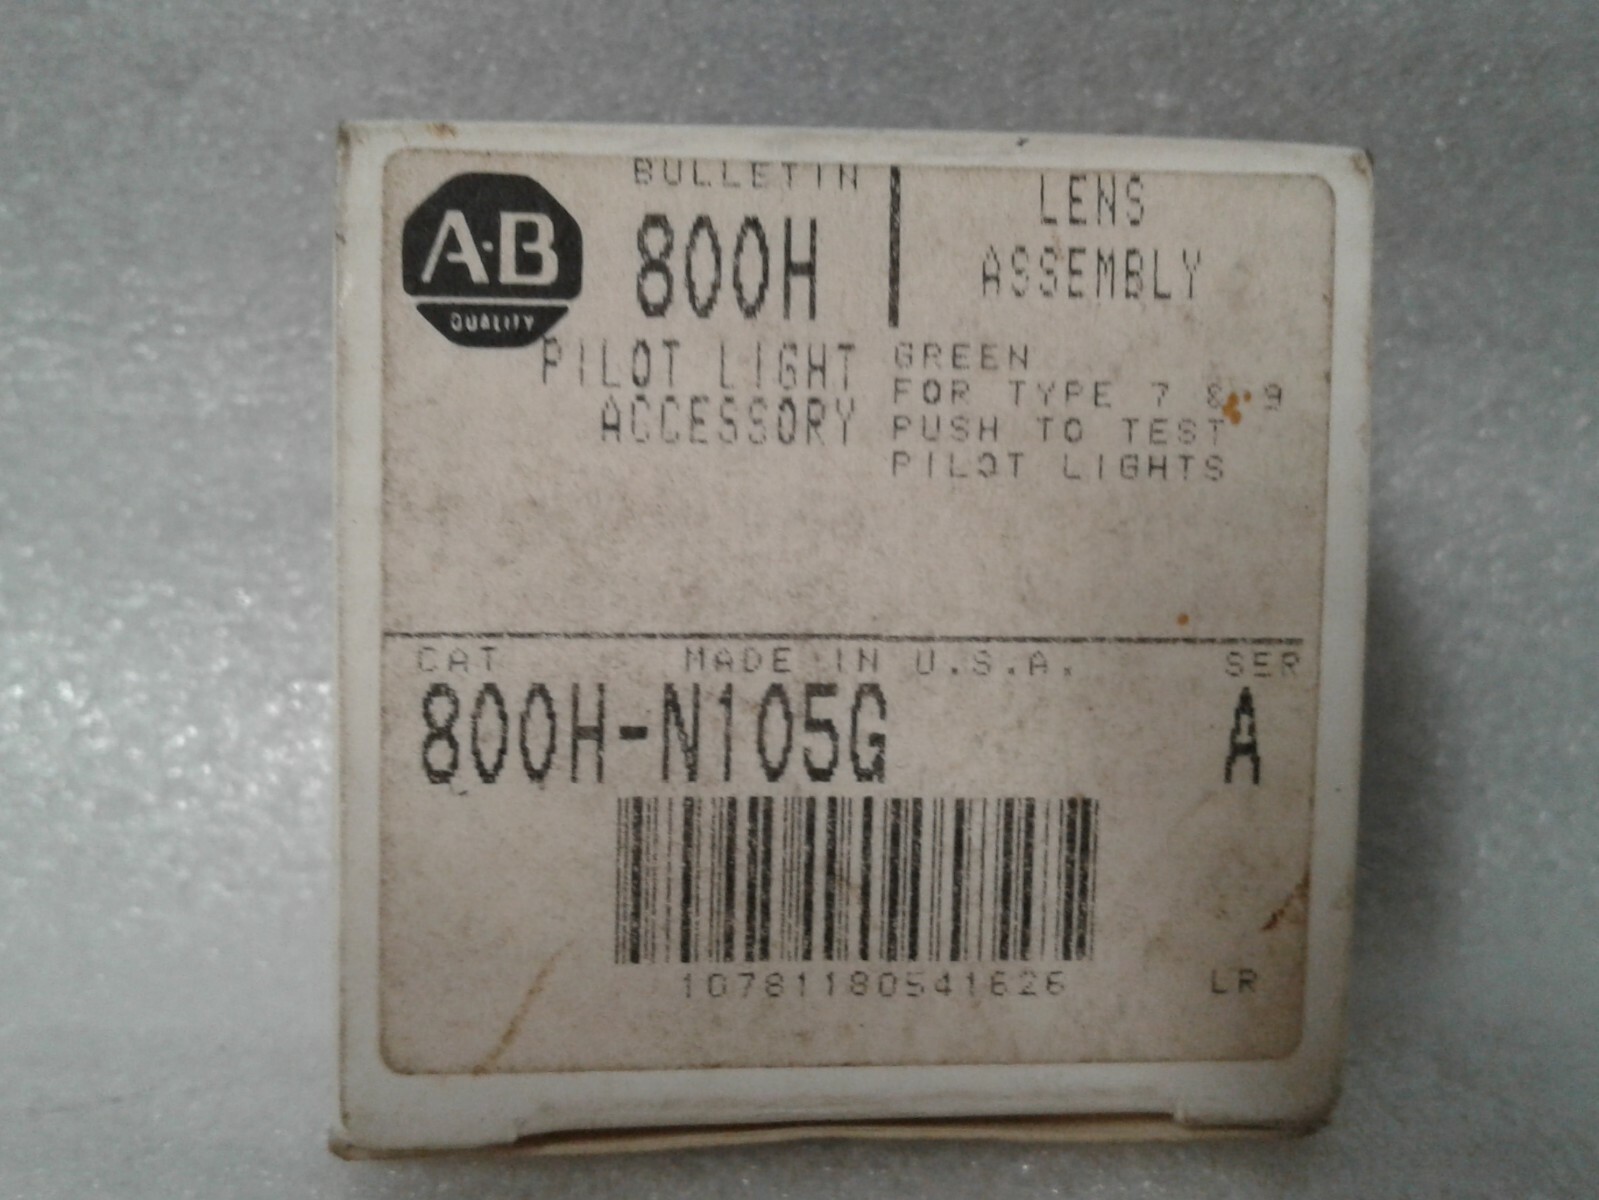 A·B
QUALITY
BULLETIN
800H
PILOT LIGHT
ACCESSORY
LENS
ASSEMBLY
GREEN
FOR TYPE 7 & 9
PUSH TO TEST
PILOT LIGHTS
CAT MADE IN U.S.A. SER
800H-N105G A
10781180541626 LR